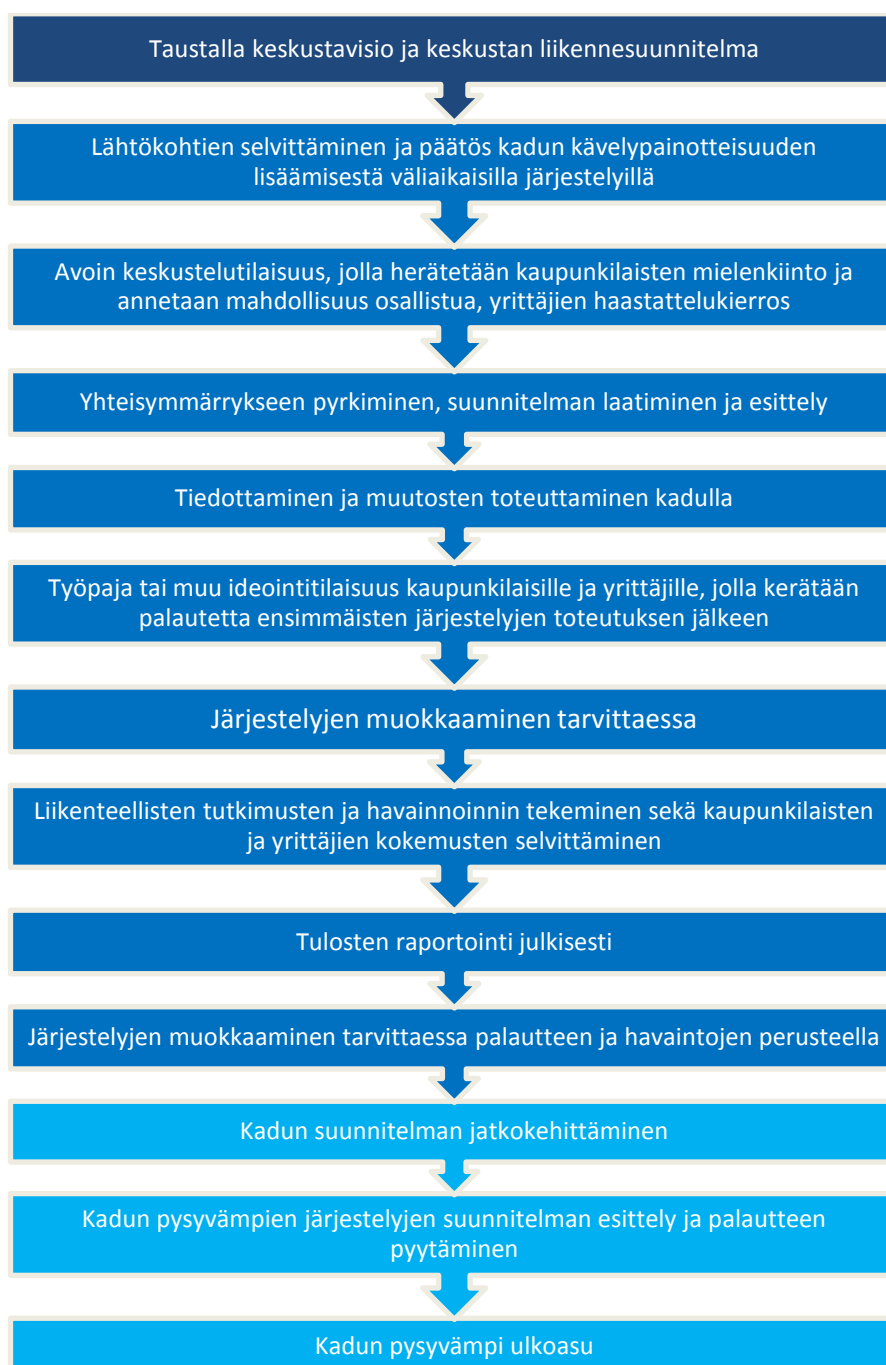 Taustalla keskustavisio ja keskustan liikennesuunnitelma
Lähtökohtien selvittäminen ja päätös kadun kävelypainotteisuuden
lisäämisestä väliaikaisilla järjestelyillä
Avoin keskustelutilaisuus, jolla herätetään kaupunkilaisten mielenkiinto ja
annetaan mahdollisuus osallistua, yrittäjien haastattelukierros
Yhteisymmärrykseen pyrkiminen, suunnitelman laatiminen ja esittely
Tiedottaminen ja muutosten toteuttaminen kadulla
Työpaja tai muu ideointitilaisuus kaupunkilaisille ja yrittäjille, jolla kerätään
palautetta ensimmäisten järjestelyjen toteutuksen jälkeen
Järjestelyjen muokkaaminen tarvittaessa
Liikenteellisten tutkimusten ja havainnoinnin tekeminen sekä kaupunkilaisten
ja yrittäjien kokemusten selvittäminen
Tulosten raportointi julkisesti
Järjestelyjen muokkaaminen tarvittaessa palautteen ja havaintojen perusteella
Kadun suunnitelman jatkokehittäminen
Kadun pysyvämpien järjestelyjen suunnitelman esittely ja palautteen
pyytäminen
Kadun pysyvämpi ulkoasu